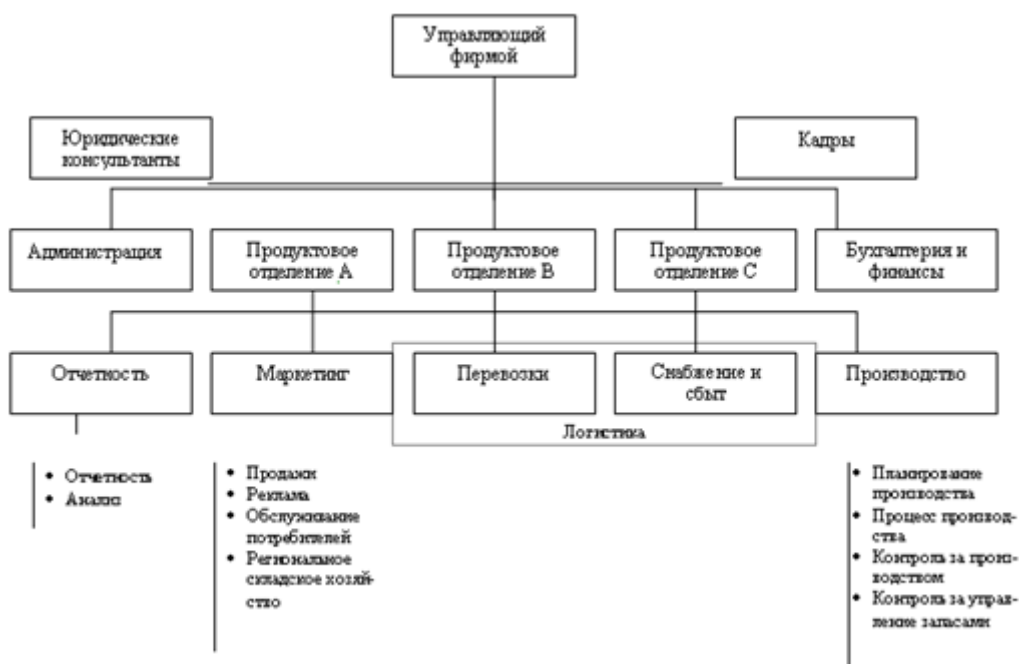 Управляющий
фирмой
Юридические
консультанты
Кадры
Администрация
Продуктовое
отделение А
Продуктовое
отделение В
Продуктовое
отделение С
Бухгалтерия и
финансы
Отчетность
Маркетинг
Перевозки
Снабжение и
сбыт
Производство
Логистика
• Отчетность
• Анализ
• Продажи
• Реклама
• Обслуживание
потребителей
• Региональное
складское хозяй-
ство
• Планирование
производства
• Процесс производ-
ства
• Контроль за произ-
водством
• Контроль за управ-
ление запасами